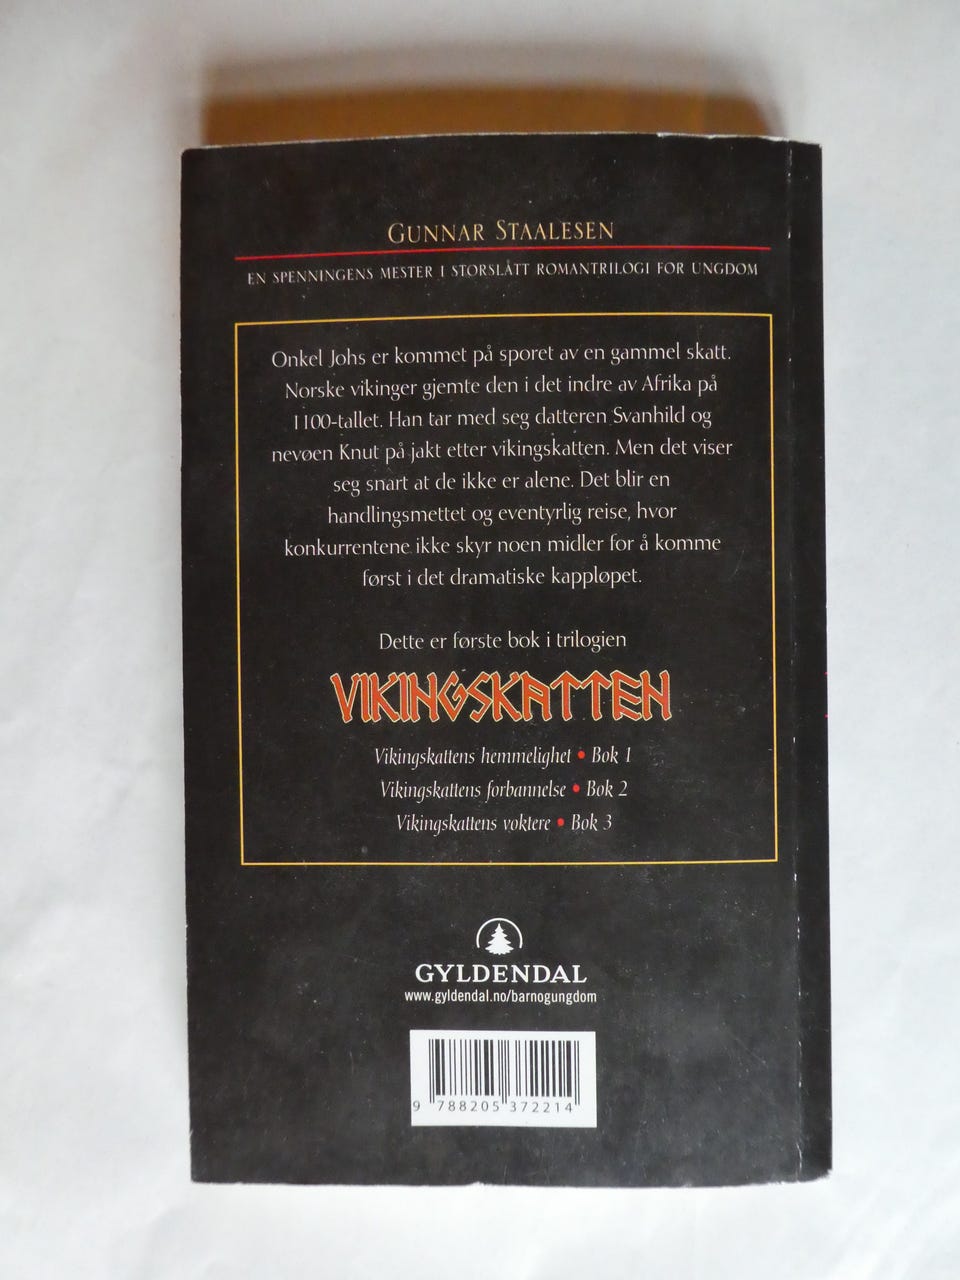 GUNNAR STAALESEN
EN SPENNINGENS MESTER I STORSLÅTT ROMANTRILOGI FOR UNGDOM
Onkel Johs er kommet på sporet av en gammel skatt.
Norske vikinger gjemte den i det indre av Afrika på
1100-tallet. Han tar med seg datteren Svanhild og
nevøen Knut på jakt etter vikingskatten. Men det viser
seg snart at de ikke er alene. Det blir en
handlingsmettet og eventyrlig reise, hvor
konkurrentene ikke skyr noen midler for å komme
først i det dramatiske kappløpet.
Dette er første bok i trilogien
VIKINGSKATTEN
Vikingskattens hemmelighet • Bok 1
Vikingskattens forbannelse • Bok 2
Vikingskattens voktere • Bok 3
GYLDENDAL
www.gyldendal.no/barnogungdom
9 788205 372214